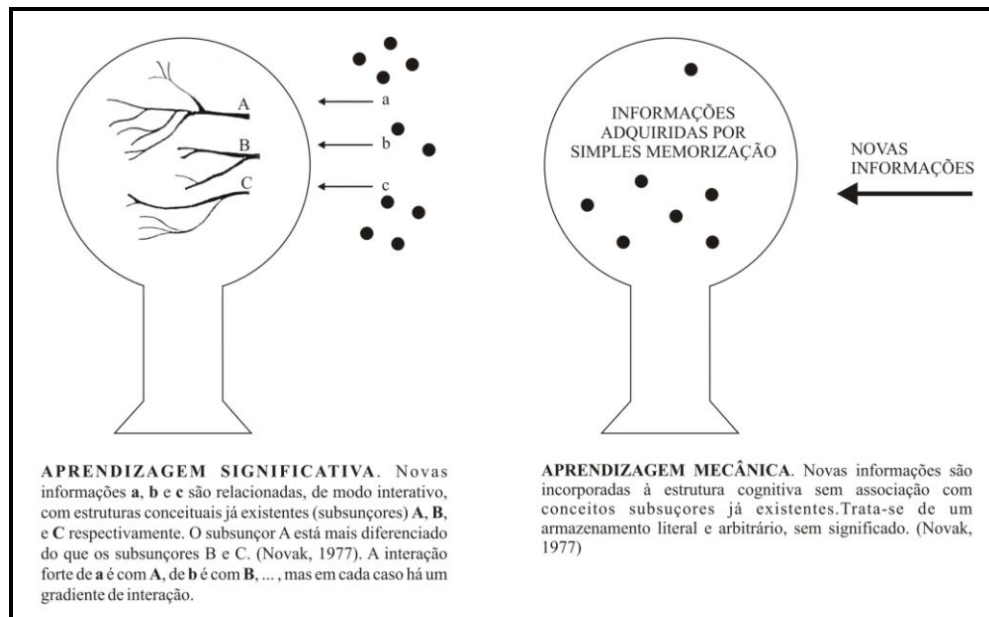 A
B
C
a
b
c
APRENDIZAGEM SIGNIFICATIVA. Novas
informações a, b e c são relacionadas, de modo interativo,
com estruturas conceituais já existentes (subsunçores) A, B,
e C respectivamente. O subsunçor A está mais diferenciado
do que os subsunçores B e C. (Novak, 1977). A interação
forte de a é com A, de b é com B, ... , mas em cada caso há um
gradiente de interação.
INFORMAÇÕES
ADQUIRIDAS POR
SIMPLES MEMORIZAÇÃO
NOVAS
INFORMAÇÕES
APRENDIZAGEM MECÂNICA. Novas informações são
incorporadas à estrutura cognitiva sem associação com
conceitos subsuçores já existentes.Trata-se de um
armazenamento literal e arbitrário, sem significado. (Novak,
1977)